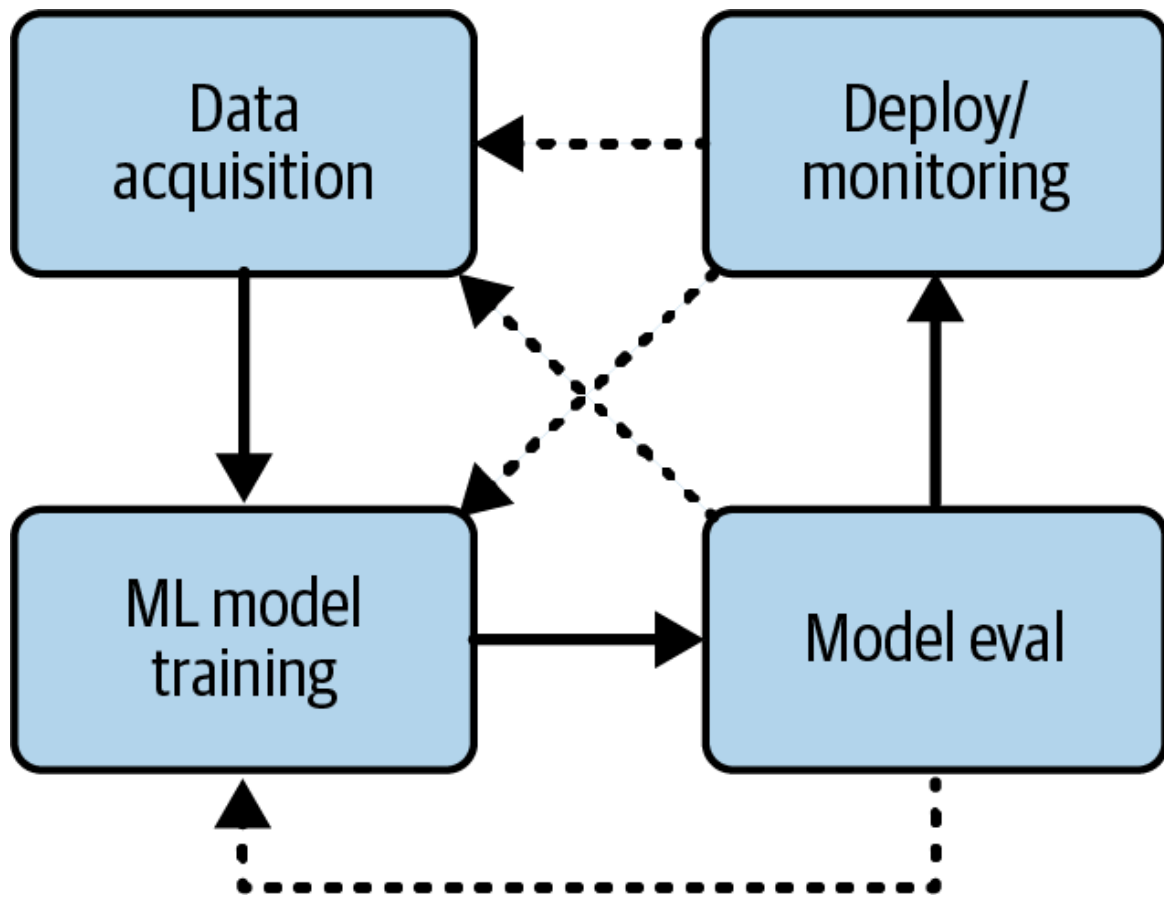 Data
acquisition
Deploy/
monitoring
ML model
training
Model eval